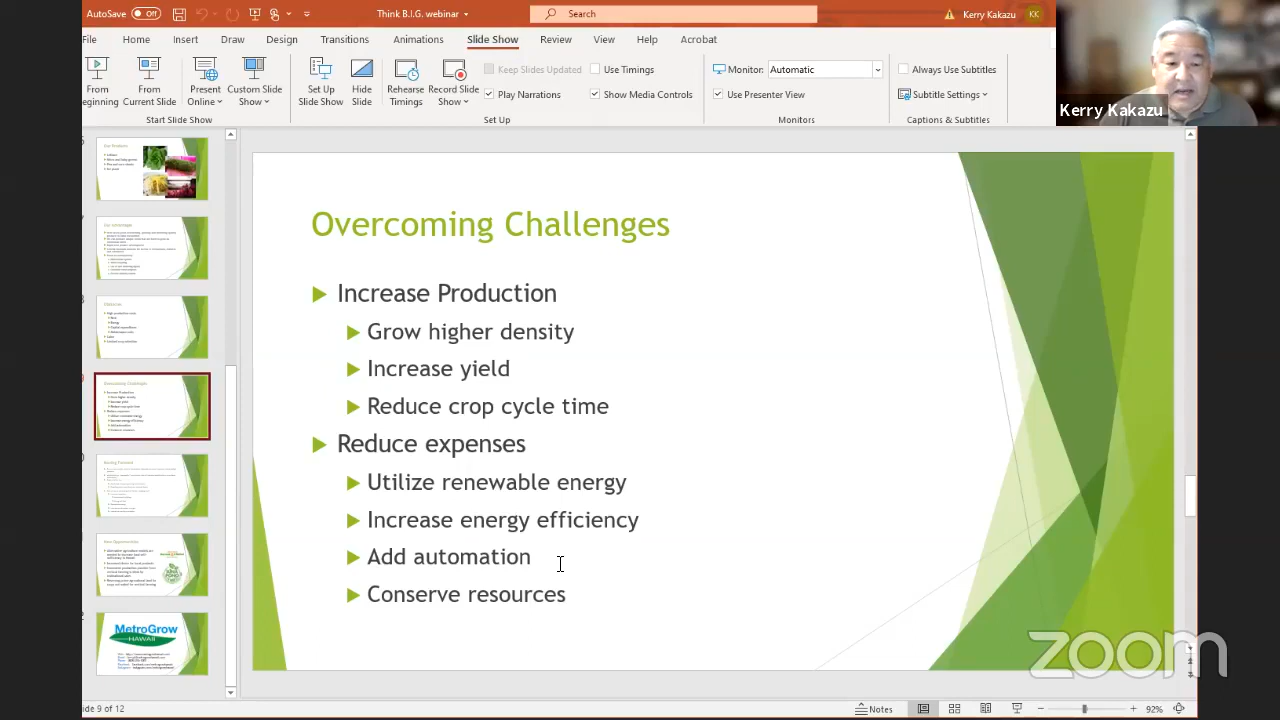 AutoSave Off Think B.I.G. webinar Search Kerry Kakazu KK
File Home Insert Draw Design Transitions Animations Slide Show Review View Help Acrobat
From Beginning From Current Slide Present Online Custom Slide Show Set Up Slide Show Hide Slide Rehearse Timings Record Slide Show
Keep Slides Updated Use Timings
Play Narrations Show Media Controls
Monitor: Automatic
Use Presenter View
Always Use Subtitles
Subtitle Settings
Start Slide Show Set Up Monitors Captions & Subtitles
Kerry Kakazu
Overcoming Challenges
Increase Production
Grow higher density
Increase yield
Reduce crop cycle time
Reduce expenses
Utilize renewable energy
Increase energy efficiency
Add automation
Conserve resources
MetroGrow
HAWAII
zoom
ide 9 of 12 Notes 92%